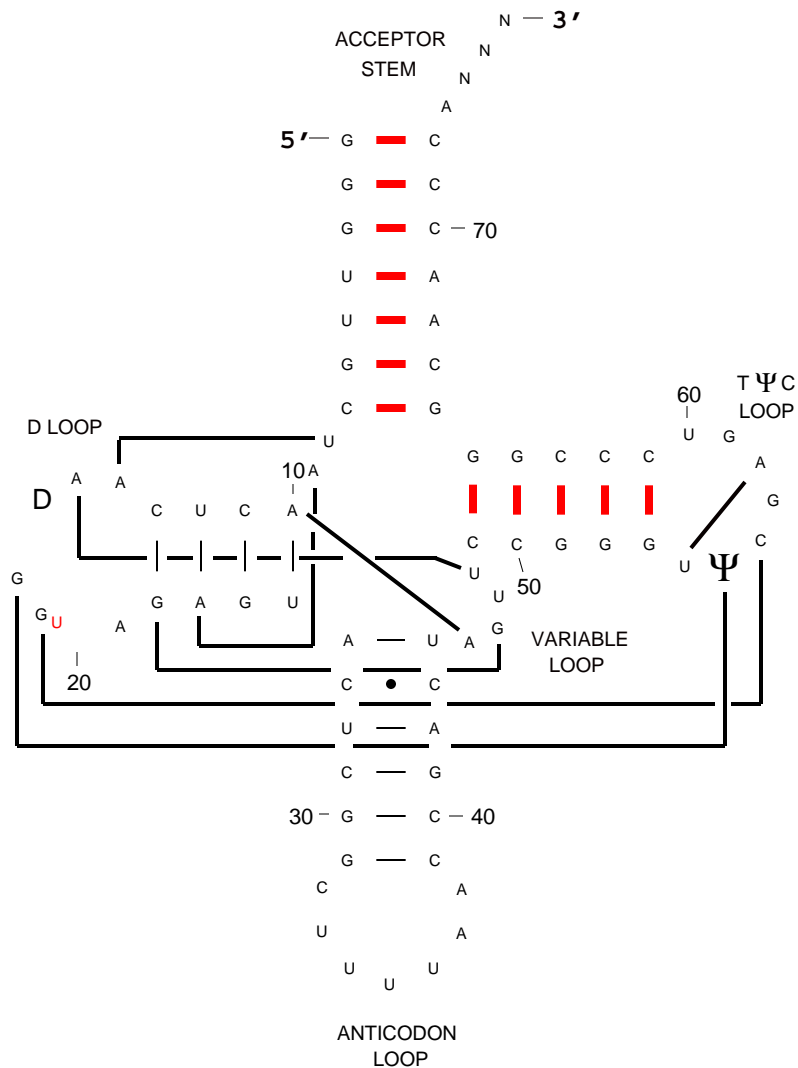 N 3′
ACCEPTOR
STEM
N
N
A
5′ G C
G C
G C 70
U A
U A
G C
C G
TΨC
LOOP
60
D LOOP
U
U G
A A 10 A G G C C C A
D C U C A G
C C G G G U Ψ C
G U 50
G U A G A G U U
A U A G VARIABLE
LOOP
20
C C
U A
C G
30 G C 40
G C
C A
U A
U U
U
ANTICODON
LOOP